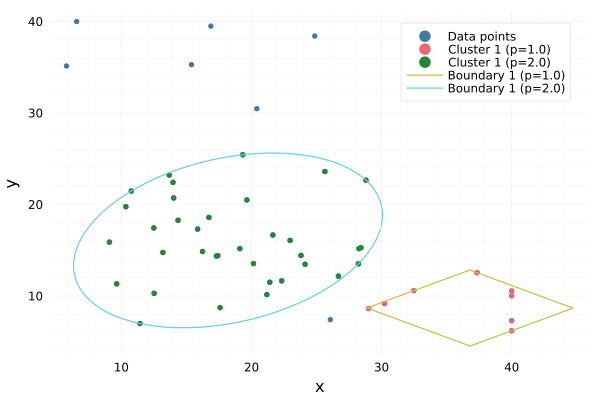 40
30
20
10
y
10
20
30
40
x
Data points
Cluster 1 (p=1.0)
Cluster 1 (p=2.0)
Boundary 1 (p=1.0)
Boundary 1 (p=2.0)